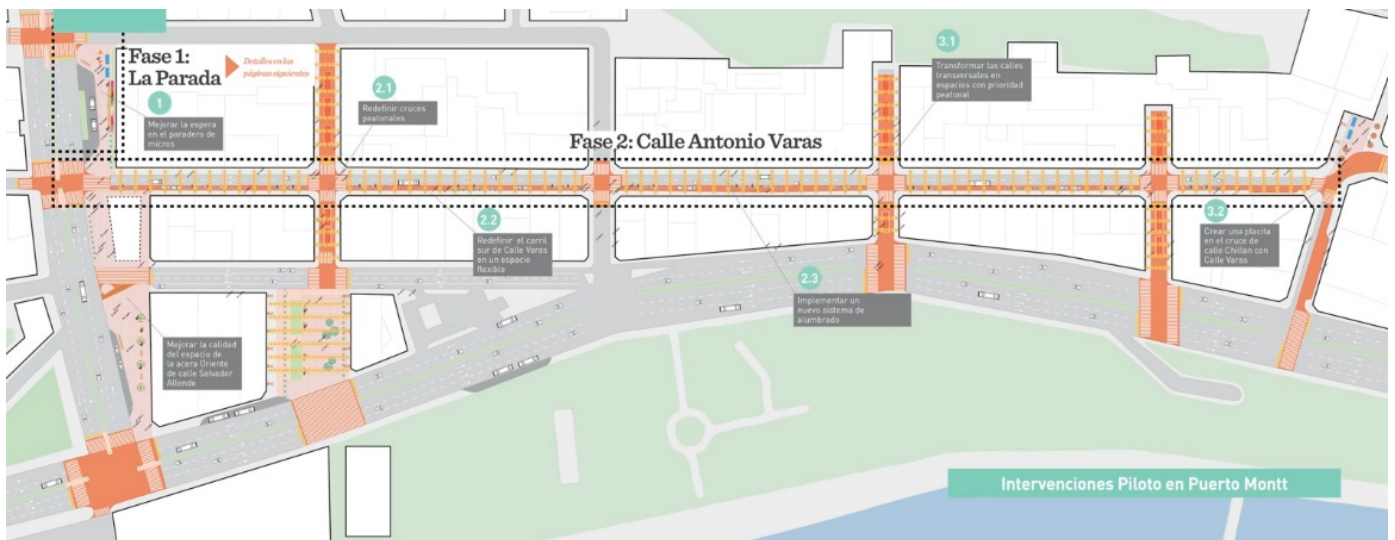 Fase 1:
La Parada
Detalles en las
páginas siguientes
1
Mejorar la espera
en el paradero de
micros
2.1
Redefinir cruces
peatonales
3.1
Transformar las calles
transversales en
espacios con prioridad
peatonal
Fase 2: Calle Antonio Varas
2.2
Redefinir el carril
sur de Calle Varas
en un espacio
flexible
2.3
Implementar un
nuevo sistema de
alumbrado
3.2
Crear una placita
en el cruce de
calle Chillan con
Calle Varas
Mejorar la calidad
del espacio de
la acera Oriente
de calle Salvador
Allende
Intervenciones Piloto en Puerto Montt